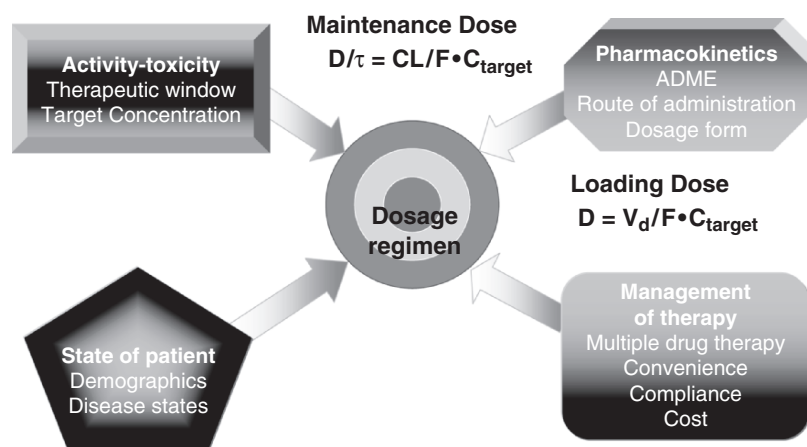 Maintenance Dose
D/τ = CL/F•Ctarget
Activity-toxicity
Therapeutic window
Target Concentration
Pharmacokinetics
ADME
Route of administration
Dosage form
Dosage
regimen
Loading Dose
D = Vd/F•Ctarget
State of patient
Demographics
Disease states
Management
of therapy
Multiple drug therapy
Convenience
Compliance
Cost